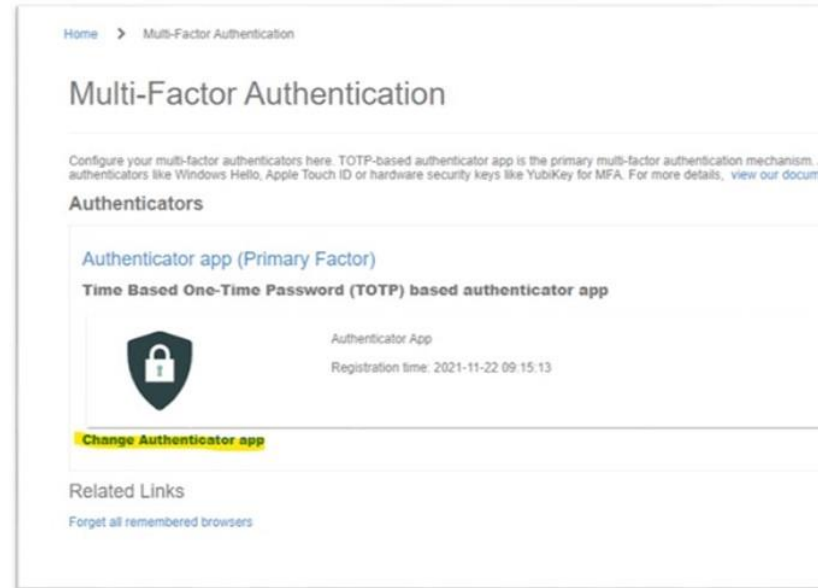 Home > Multi-Factor Authentication
Multi-Factor Authentication
Configure your multi-factor authenticators here. TOTP-based authenticator app is the primary multi-factor authentication mechanism.
authenticators like Windows Hello, Apple Touch ID or hardware security keys like YubiKey for MFA. For more details, view our docum
Authenticators
Authenticator app (Primary Factor)
Time Based One-Time Password (TOTP) based authenticator app
Authenticator App
Registration time: 2021-11-22 09:15:13
Change Authenticator app
Related Links
Forget all remembered browsers